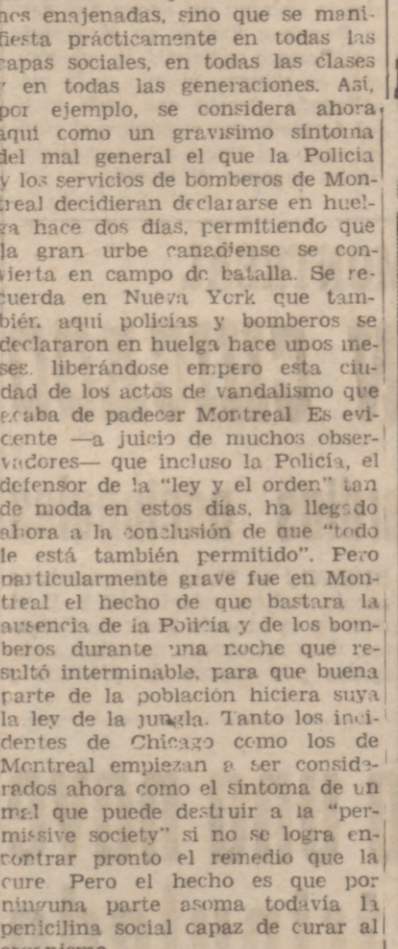 nes enajenadas, sino que se mani-
fiesta prácticamente en todas las
capas sociales, en todas las clases
y en todas las generaciones. Así,
por ejemplo, se considera ahora
aquí como un gravísimo síntoma
del mal general el que la Policía
y los servicios de bomberos de Mon-
treal decidieran declararse en huel-
ga hace dos días, permitiendo que
la gran urbe canadiense se con-
vierta en campo de batalla. Se re-
cuerda en Nueva York que tam-
bién aquí policías y bomberos se
declararon en huelga hace unos me-
ses, liberándose empero esta ciu-
dad de los actos de vandalismo que
acaba de padecer Montreal Es evi-
cente —a juicio de muchos obser-
vadores— que incluso la Policía, el
defensor de la "ley y el orden" tan
de moda en estos días, ha llegado
ahora a la conclusión de que "todo
le está también permitido". Pero
particularmente grave fue en Mon-
treal el hecho de que bastara la
ausencia de la Policía y de los bom-
beros durante una noche que re-
sultó interminable, para que buena
parte de la población hiciera suya
la ley de la jungla. Tanto los inci-
dentes de Chicago como los de
Montreal empiezan a ser conside-
rados ahora como el síntoma de un
mal que puede destruir a la "per-
missive society" si no se logra en-
contrar pronto el remedio que la
cure Pero el hecho es que por
ninguna parte asoma todavía la
penicilina social capaz de curar al